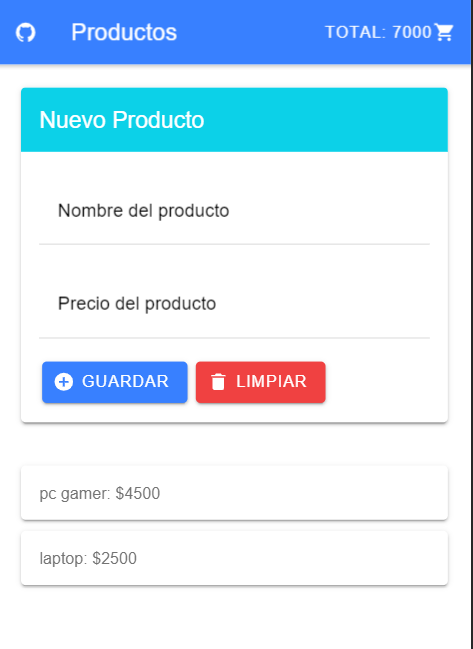 Productos TOTAL: 7000
Nuevo Producto
Nombre del producto
Precio del producto
GUARDAR LIMPIAR
pc gamer: $4500
laptop: $2500